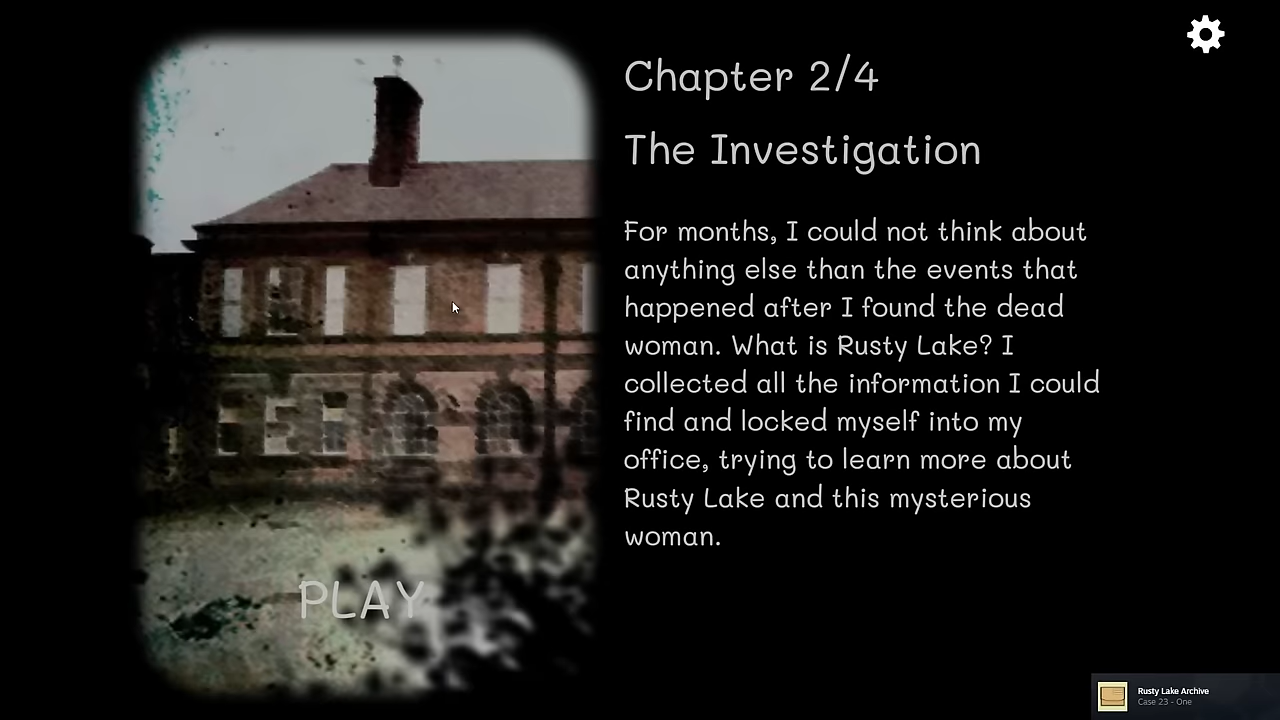 Chapter 2/4
The Investigation
For months, I could not think about
anything else than the events that
happened after I found the dead
woman. What is Rusty Lake? I
collected all the information I could
find and locked myself into my
office, trying to learn more about
Rusty Lake and this mysterious
woman.
PLAY
Rusty Lake Archive
Case 23 - One